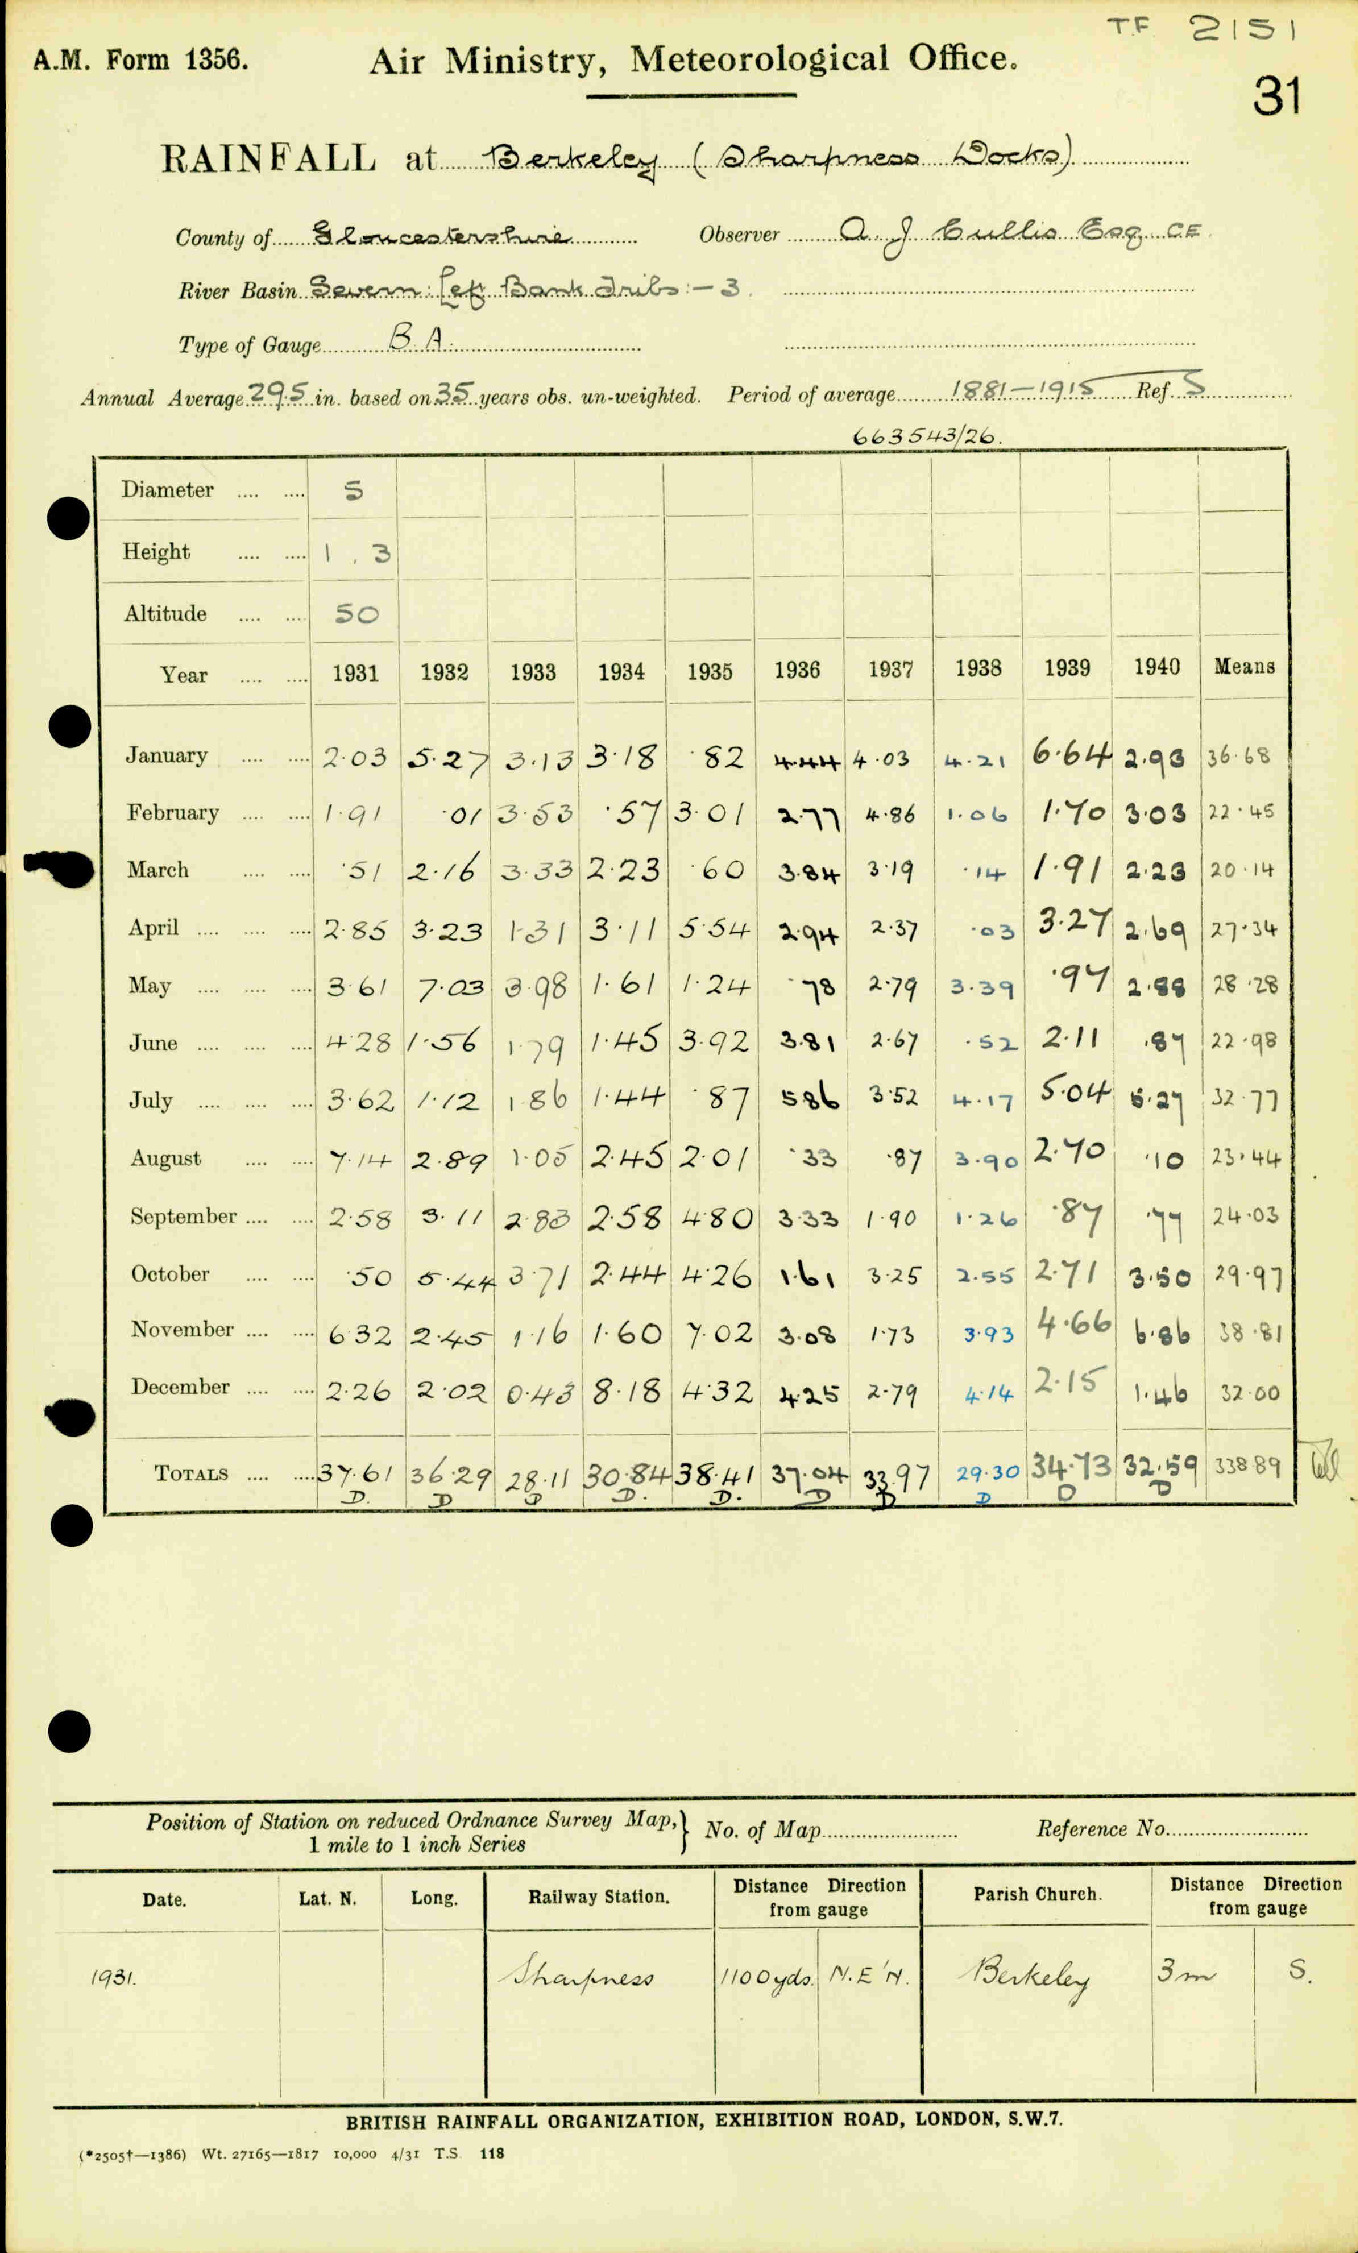 TF 2151
A.M. Form 1356. Air Ministry, Meteorological Office.
31
RAINFALL at Berkeley (Sharpness Docks)
County of Gloucestershire Observer A J Cullis Esq CE
River Basin Severn: Left Bank Tribs:-3.
Type of Gauge B.A.
Annual Average 29.5 in. based on 35 years obs. un-weighted. Period of average 1881-1915 Ref. S
663543/26.
Diameter .... .... 5
Height .... .... 1 . 3
Altitude .... .... 50
Year .... .... 1931 1932 1933 1934 1935 1936 1937 1938 1939 1940 Means
January .... .... 2.03 5.27 3.13 3.18 .82 4.44 4.03 4.21 6.64 2.93 36.68
February .... .... 1.91 .01 3.53 .57 3.01 2.77 4.86 1.06 1.70 3.03 22.45
March .... .... .51 2.16 3.33 2.23 .60 3.84 3.19 .14 1.91 2.23 20.14
April .... .... .... 2.85 3.23 1.31 3.11 5.54 2.94 2.37 .03 3.27 2.69 27.34
May .... .... .... 3.61 7.03 3.98 1.61 1.24 .78 2.79 3.39 .97 2.88 28.28
June .... .... .... 4.28 1.56 1.79 1.45 3.92 3.81 2.67 .52 2.11 .87 22.98
July .... .... .... 3.62 1.12 1.86 1.44 .87 5.86 3.52 4.17 5.04 5.27 32.77
August .... .... 7.14 2.89 1.05 2.45 2.01 .33 .87 3.90 2.70 .10 23.44
September .... .... 2.58 3.11 2.83 2.58 4.80 3.33 1.90 1.26 .87 .77 24.03
October .... .... .50 5.44 3.71 2.44 4.26 1.61 3.25 2.55 2.71 3.50 29.97
November .... .... 6.32 2.45 1.16 1.60 7.02 3.08 1.73 3.93 4.66 6.86 38.81
December .... .... 2.26 2.02 0.43 8.18 4.32 4.25 2.79 4.14 2.15 1.46 32.00
TOTALS .... .... 37.61 36.29 28.11 30.84 38.41 37.04 33.97 29.30 34.73 32.59 338.89
D. D D D. D. D D D D D
Position of Station on reduced Ordnance Survey Map, 1 mile to 1 inch Series } No. of Map Reference No.
Date. Lat. N. Long. Railway Station. Distance Direction from gauge Parish Church. Distance Direction from gauge
1931. Sharpness 1100yds. N.E'N. Berkeley 3m S.
BRITISH RAINFALL ORGANIZATION, EXHIBITION ROAD, LONDON, S.W.7.
(*2505†—1386) Wt. 27165—1817 10,000 4/31 T.S. 118